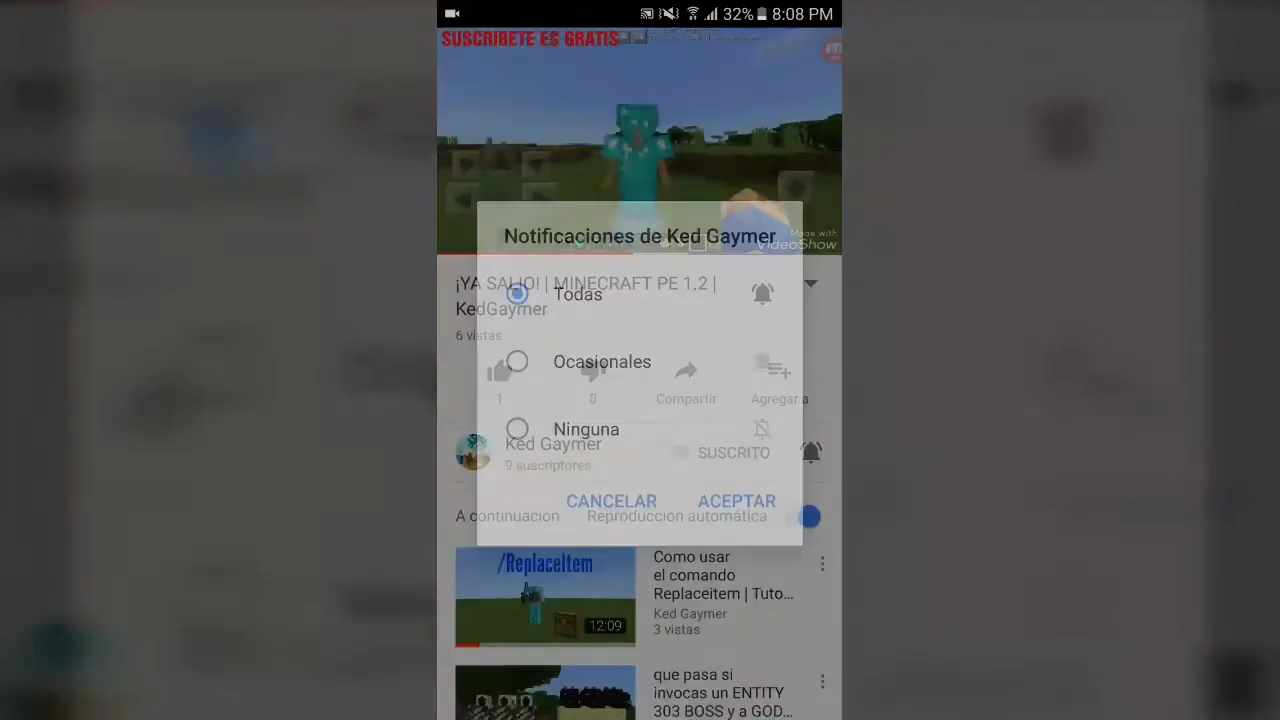 32% 8:08 PM
SUSCRIBETE ES GRATIS
Made with
VideoShow
Notificaciones de Ked Gaymer
¡YA SALIO! | MINECRAFT PE 1.2 |
KedGaymer
6 vistas
Todas
Ocasionales
1 0 Compartir Agregar a
Ninguna
Ked Gaymer
9 suscriptores
SUSCRITO
CANCELAR ACEPTAR
A continuacion Reproduccion automática
/ReplaceItem
12:09
Como usar
el comando
Replaceitem | Tuto...
Ked Gaymer
3 vistas
que pasa si
invocas un ENTITY
303 BOSS y a GOD...